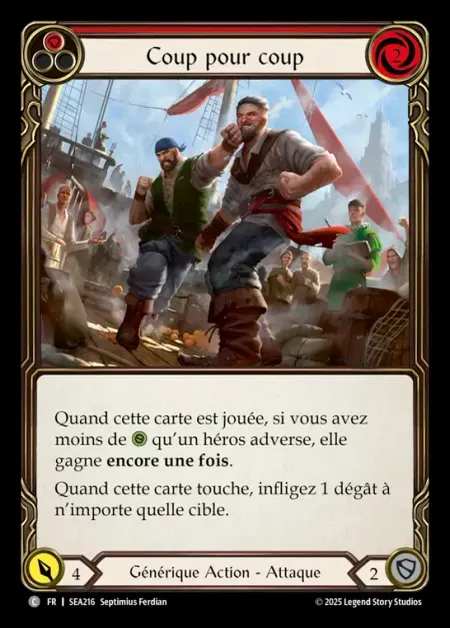 Coup pour coup
2
Quand cette carte est jouée, si vous avez
moins de qu'un héros adverse, elle
gagne encore une fois.
Quand cette carte touche, infligez 1 dégât à
n'importe quelle cible.
4
Générique Action - Attaque
2
C FR | SEA216 Septimius Ferdian
© 2025 Legend Story Studios